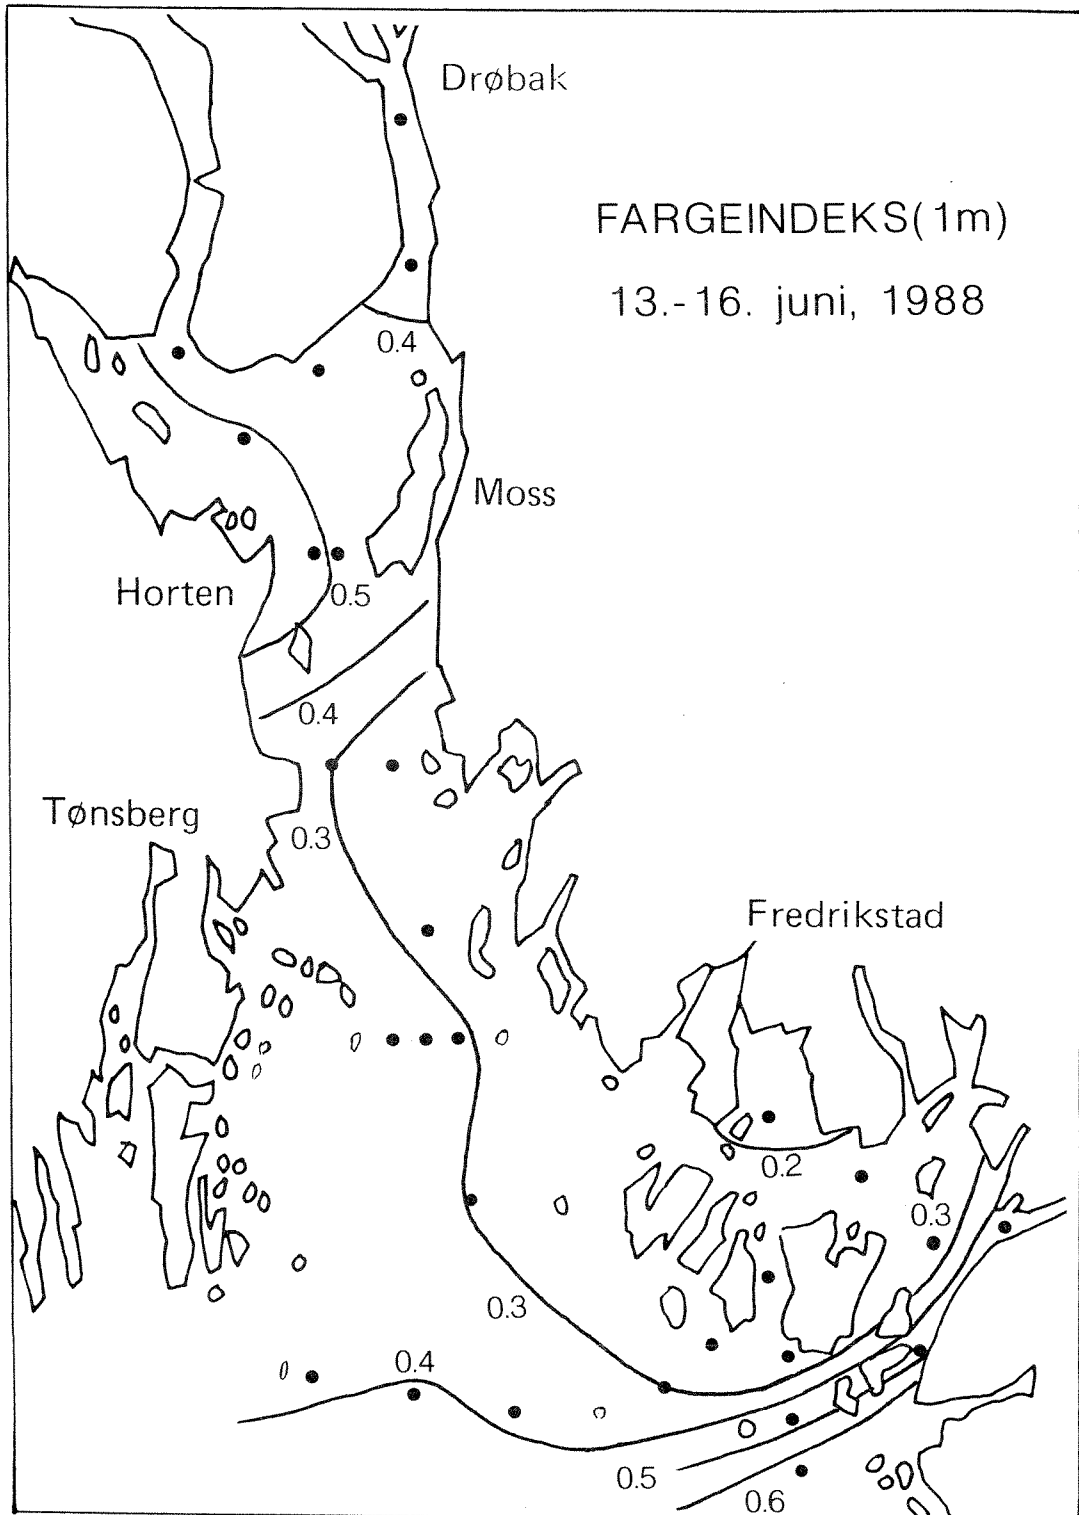 Drøbak
FARGEINDEKS(1m)
13.-16. juni, 1988
0.4
Moss
Horten
0.5
0.4
Tønsberg
0.3
Fredrikstad
0.2
0.3
0.3
0.4
0.5
0.6